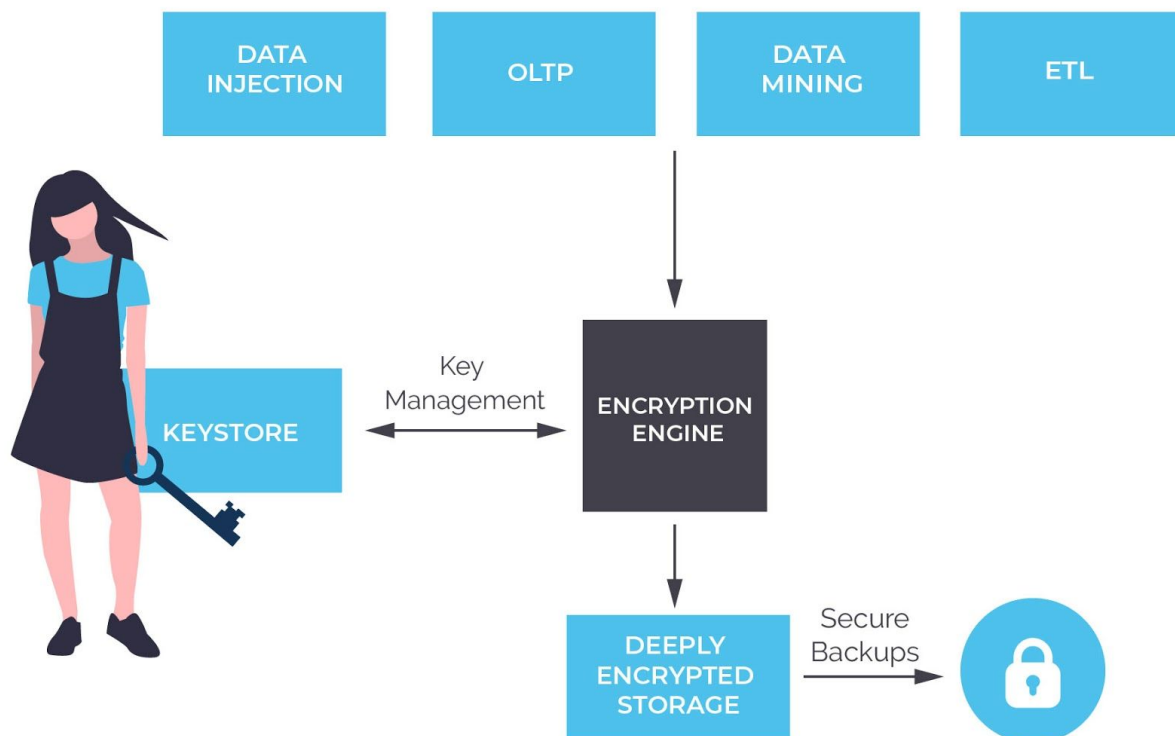 DATA
INJECTION
OLTP
DATA
MINING
ETL
Key
Management
KEYSTORE
ENCRYPTION
ENGINE
DEEPLY
ENCRYPTED
STORAGE
Secure
Backups